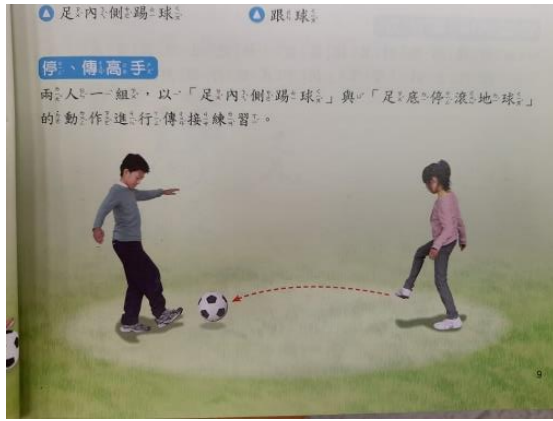 足內側踢球
跟球
停、傳高手
兩人一組，以「足內側踢球」與「足底停滾地球」
的動作進行傳接練習。
9